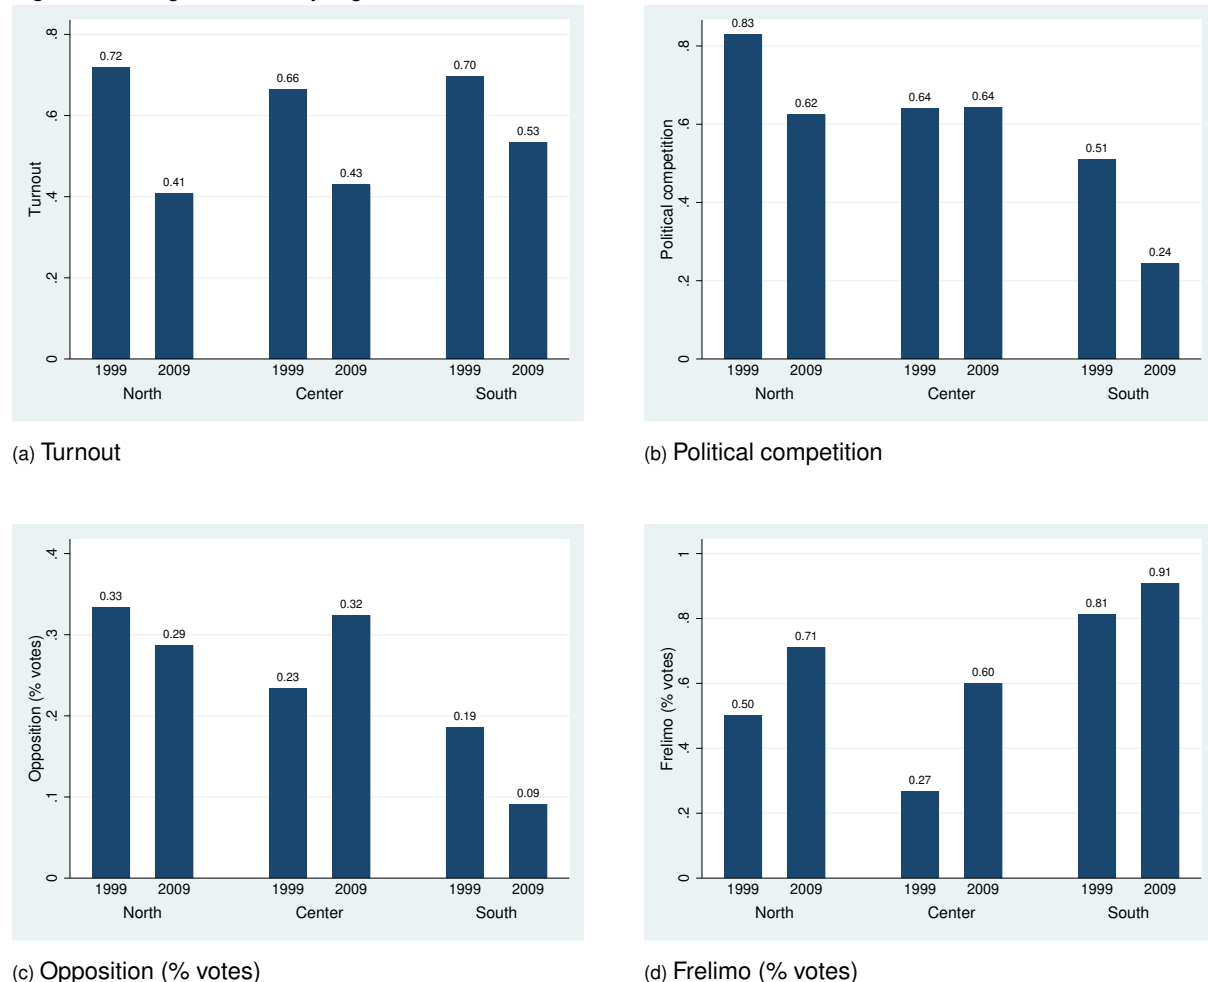 .8
.6
.4
.2
0
Turnout
0.72
0.41
0.66
0.43
0.70
0.53
1999 2009 1999 2009 1999 2009
North Center South
(a) Turnout
.8
.6
.4
.2
0
Political competition
0.83
0.62
0.64
0.64
0.51
0.24
1999 2009 1999 2009 1999 2009
North Center South
(b) Political competition
.4
.3
.2
.1
0
Opposition (% votes)
0.33
0.29
0.23
0.32
0.19
0.09
1999 2009 1999 2009 1999 2009
North Center South
(c) Opposition (% votes)
1
.8
.6
.4
.2
0
Frelimo (% votes)
0.50
0.71
0.27
0.60
0.81
0.91
1999 2009 1999 2009 1999 2009
North Center South
(d) Frelimo (% votes)